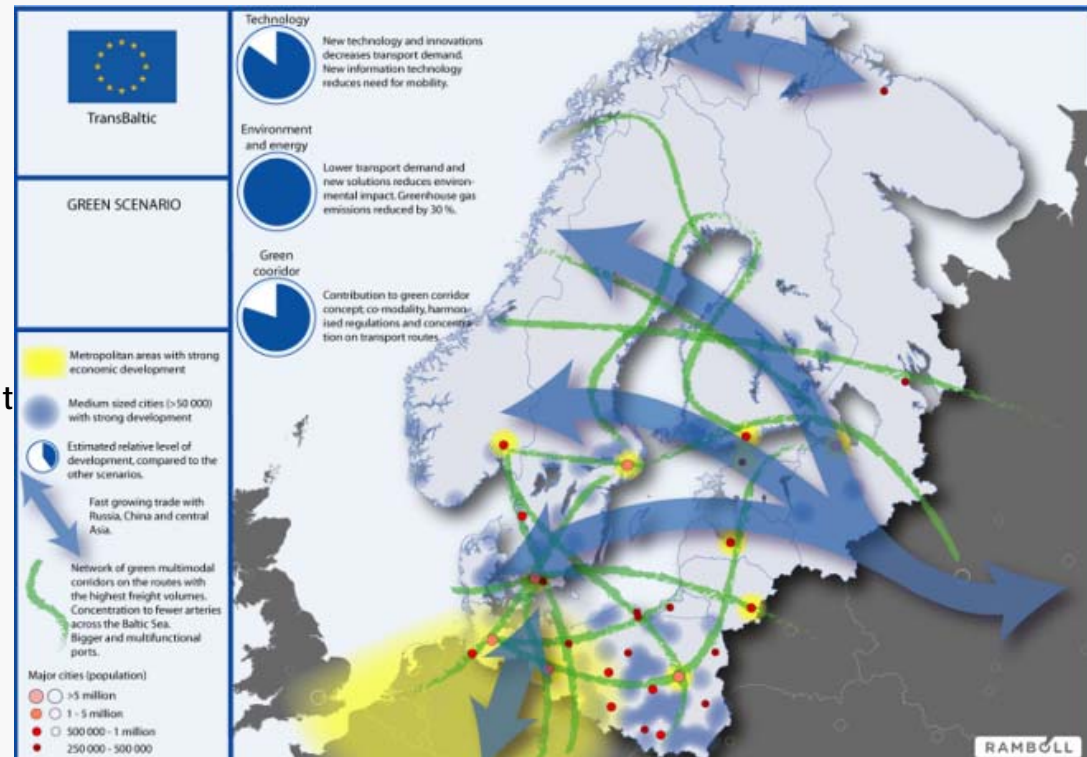 TransBaltic
GREEN SCENARIO
t
Metropolitan areas with strong
economic development
Medium sized cities (>50 000)
with strong development
Estimated relative level of
development, compared to the
other scenarios.
Fast growing trade with
Russia, China and central
Asia.
Network of green multimodal
corridors on the routes with
the highest freight volumes.
Concentration to fewer arteries
across the Baltic Sea.
Bigger and multifunctional
ports.
Major cities (population)
>5 million
1 - 5 million
500 000 - 1 million
250 000 - 500 000
Technology
New technology and innovations
decreases transport demand.
New information technology
reduces need for mobility.
Environment
and energy
Lower transport demand and
new solutions reduces environ-
mental impact. Greenhouse gas
emissions reduced by 30 %.
Green
cooridor
Contribution to green corridor
concept; co-modality, harmon-
ised regulations and concentra-
tion on transport routes.
RAMBOLL